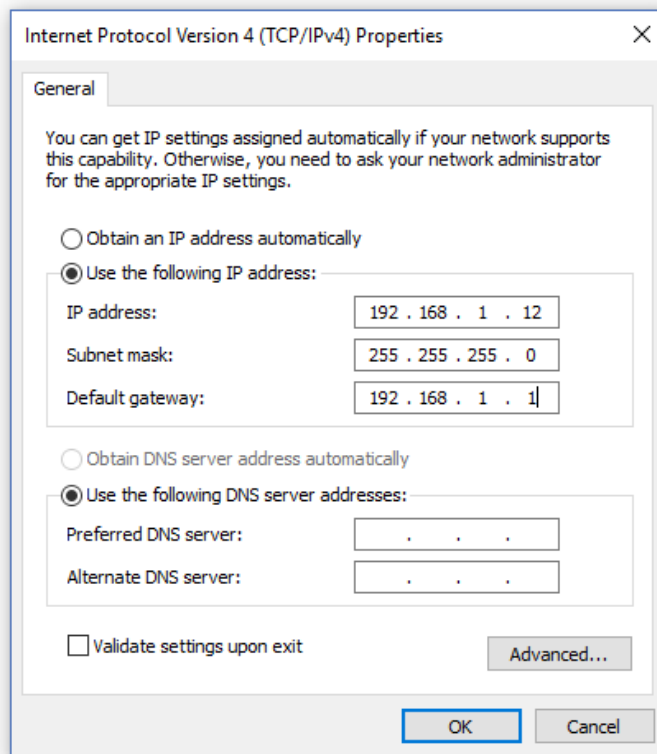 Internet Protocol Version 4 (TCP/IPv4) Properties
General
You can get IP settings assigned automatically if your network supports
this capability. Otherwise, you need to ask your network administrator
for the appropriate IP settings.
Obtain an IP address automatically
Use the following IP address:
IP address: 192 . 168 . 1 . 12
Subnet mask: 255 . 255 . 255 . 0
Default gateway: 192 . 168 . 1 . 1
Obtain DNS server address automatically
Use the following DNS server addresses:
Preferred DNS server: . . .
Alternate DNS server: . . .
Validate settings upon exit
Advanced...
OK Cancel